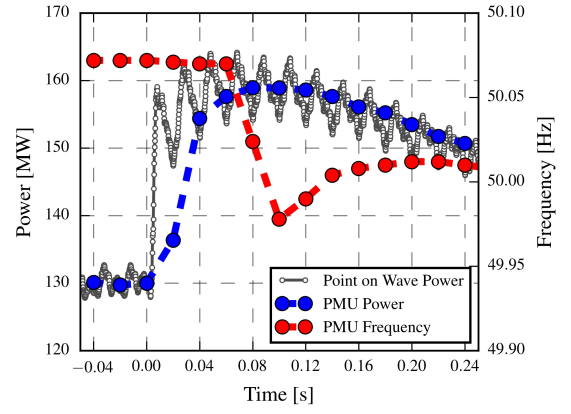 170
160
150
140
130
120
Power [MW]
50.10
50.05
50.00
49.95
49.90
Frequency [Hz]
Point on Wave Power
PMU Power
PMU Frequency
−0.04 0.00 0.04 0.08 0.12 0.16 0.20 0.24
Time [s]